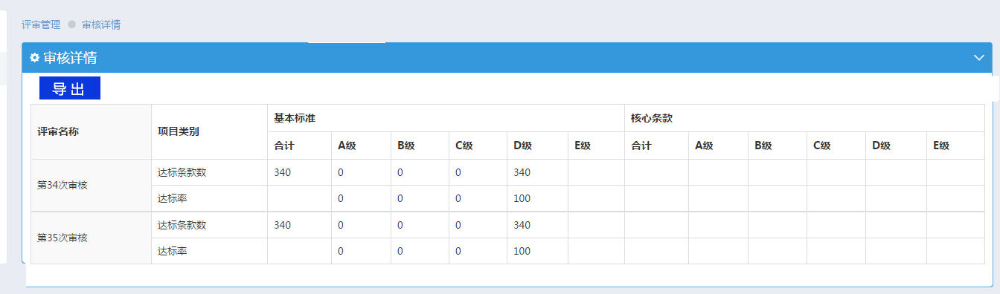 评审管理 审核详情
审核详情
导出
评审名称 项目类别 基本标准 核心条款
合计 A级 B级 C级 D级 E级 合计 A级 B级 C级 D级 E级
第34次审核 达标条款数 340 0 0 0 340
达标率 0 0 0 100
第35次审核 达标条款数 340 0 0 0 340
达标率 0 0 0 100